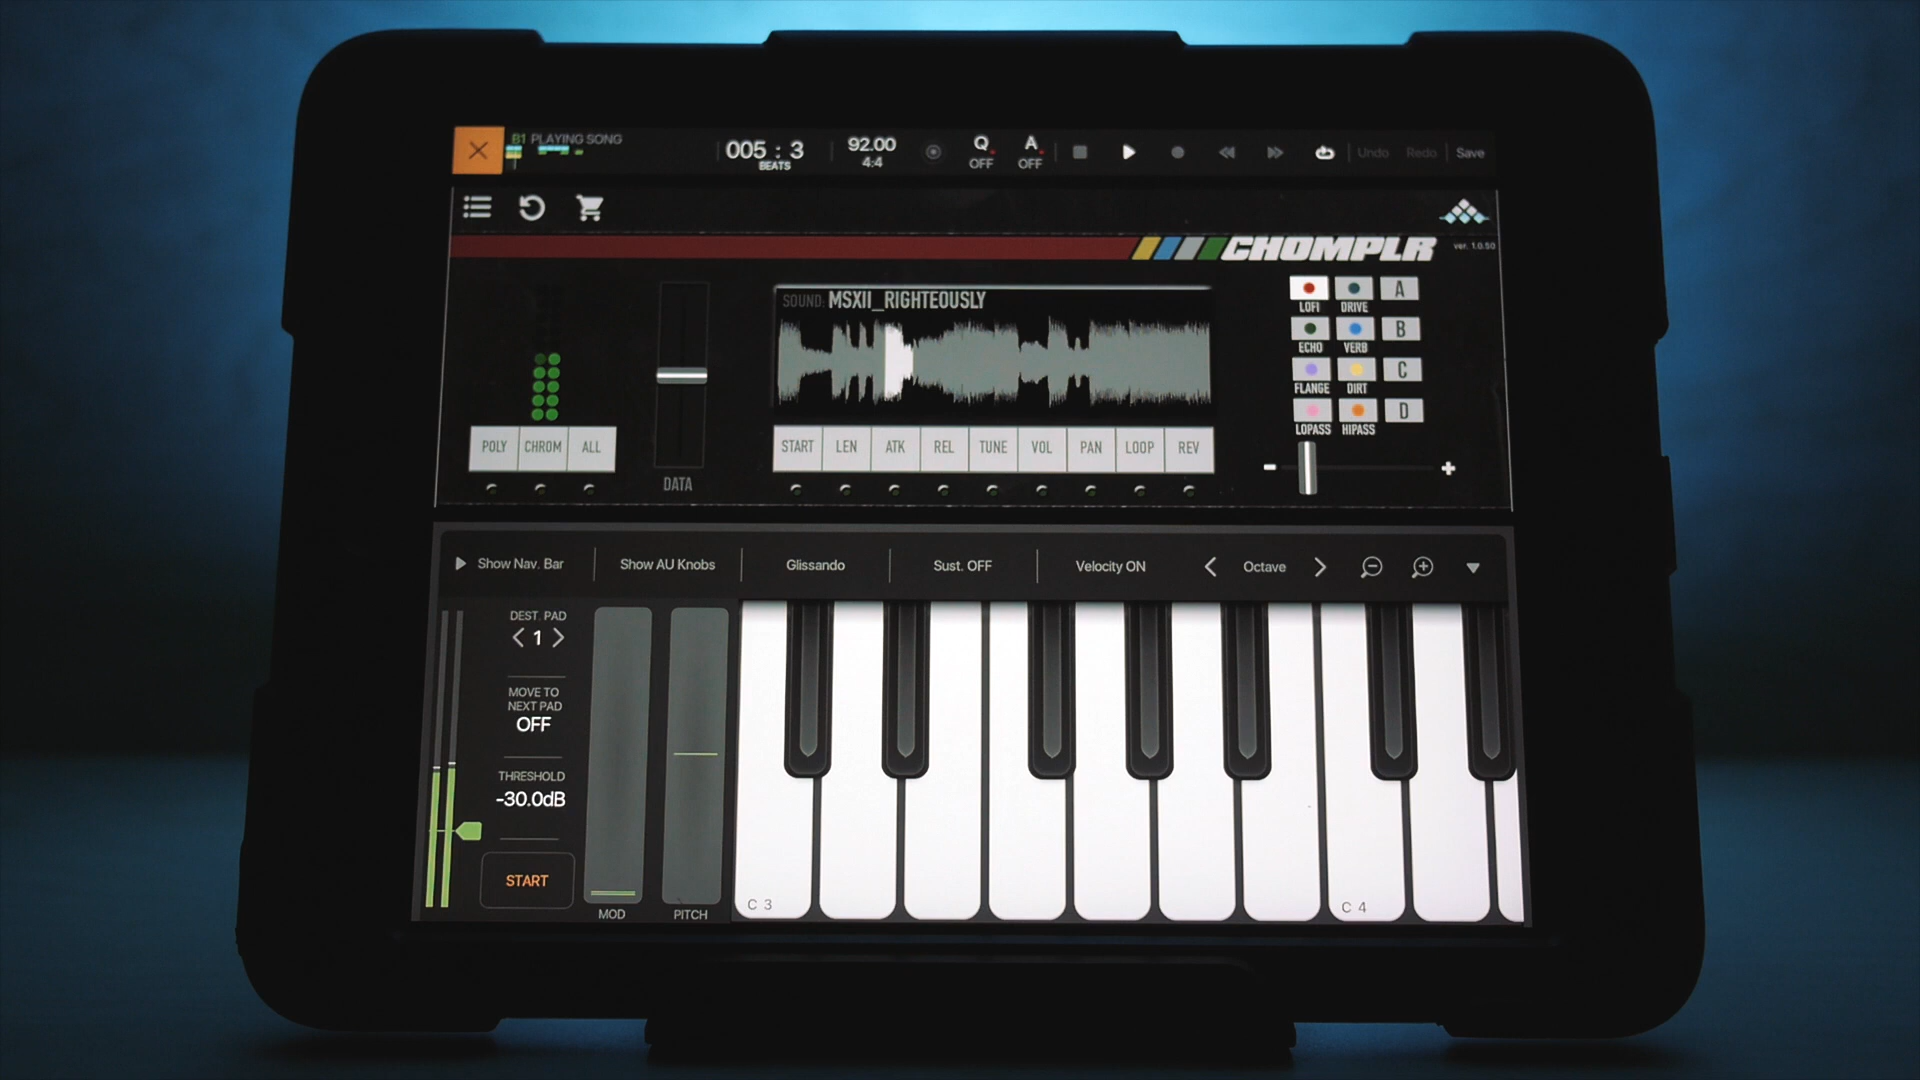 B1 PLAYING SONG
005 : 3
BEATS
92.00
4:4
Q
OFF
A
OFF
Undo
Redo
Save
CHOMPLR
ver. 1.0.50
SOUND: MSXII_RIGHTEOUSLY
LOFI DRIVE A
ECHO VERB B
FLANGE DIRT C
LOPASS HIPASS D
POLY CHROM ALL
DATA
START LEN ATK REL TUNE VOL PAN LOOP REV
- +
Show Nav. Bar
Show AU Knobs
Glissando
Sust. OFF
Velocity ON
< Octave >
DEST. PAD
< 1 >
MOVE TO
NEXT PAD
OFF
THRESHOLD
-30.0dB
START
MOD
PITCH
C 3
C 4